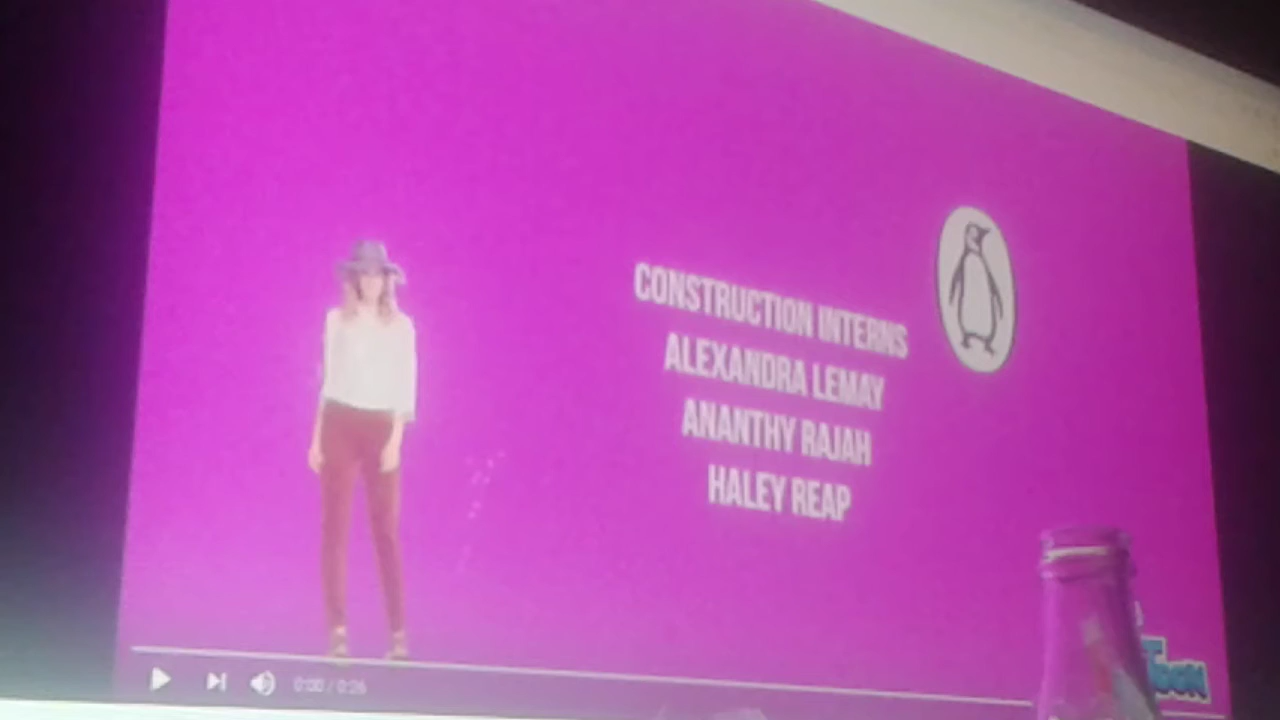 CONSTRUCTION INTERNS
ALEXANDRA LEMAY
ANANTHY RAJAH
HALEY REAP
0:00 / 0:26